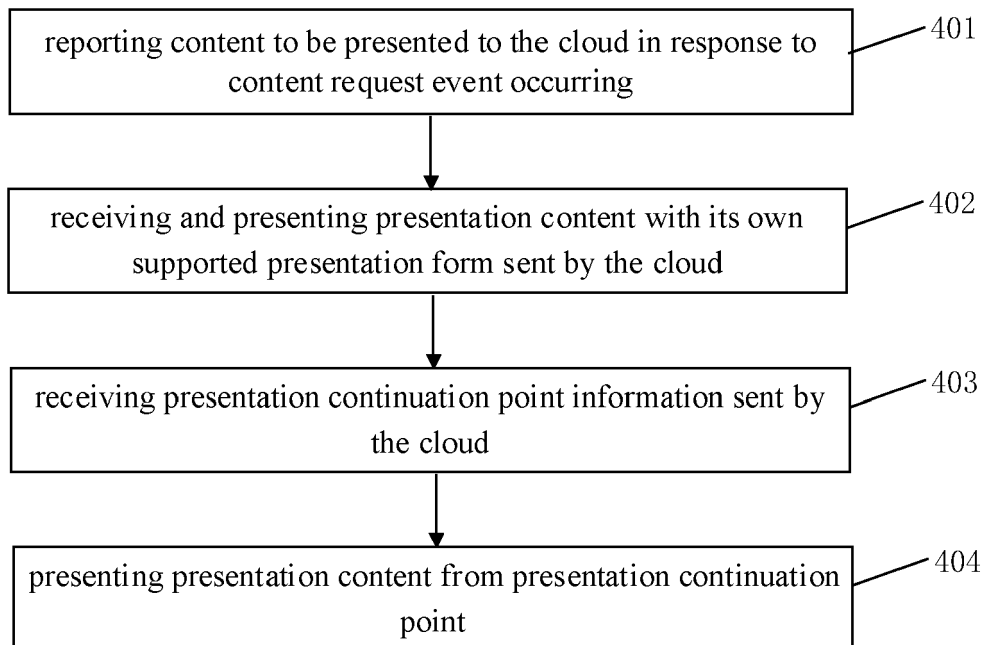 reporting content to be presented to the cloud in response to
content request event occurring
401
receiving and presenting presentation content with its own
supported presentation form sent by the cloud
402
receiving presentation continuation point information sent by
the cloud
403
presenting presentation content from presentation continuation
point
404